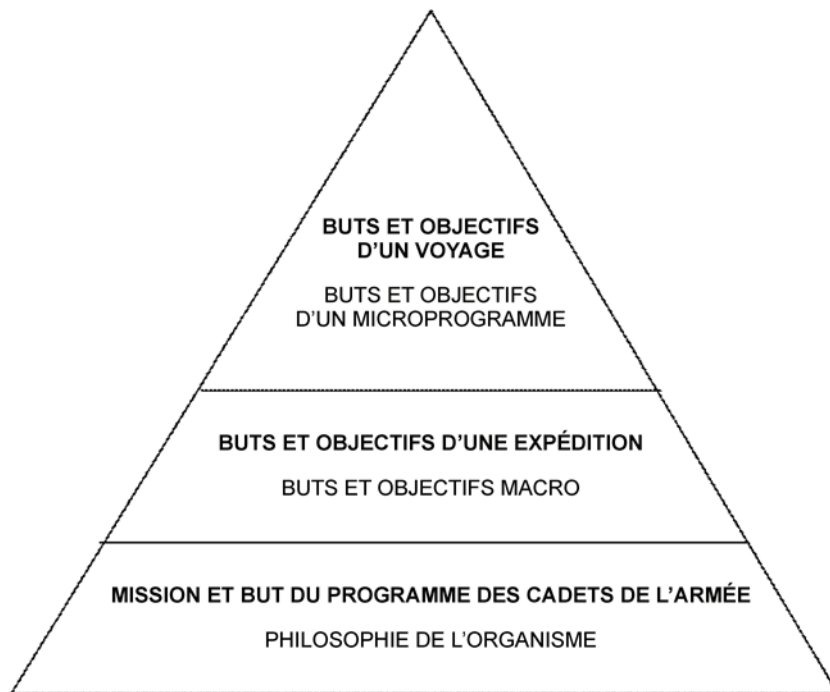 BUTS ET OBJECTIFS
D'UN VOYAGE
BUTS ET OBJECTIFS
D'UN MICROPROGRAMME
BUTS ET OBJECTIFS D'UNE EXPÉDITION
BUTS ET OBJECTIFS MACRO
MISSION ET BUT DU PROGRAMME DES CADETS DE L'ARMÉE
PHILOSOPHIE DE L'ORGANISME